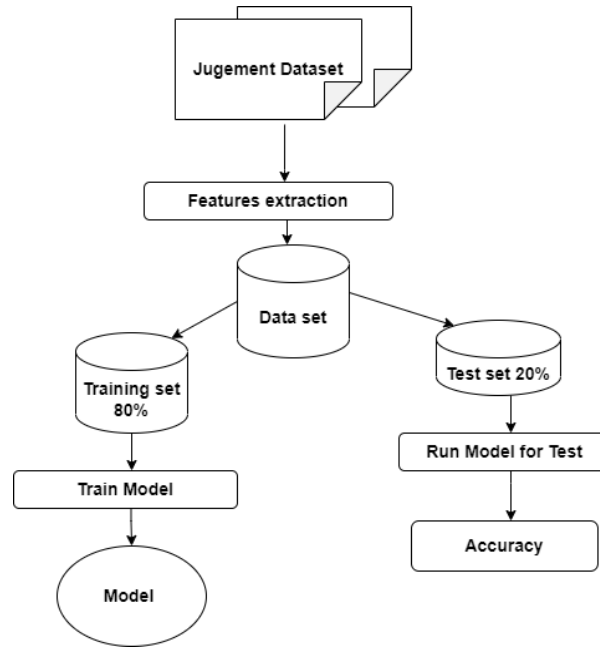 Jugement Dataset
Features extraction
Data set
Training set
80%
Test set 20%
Train Model
Run Model for Test
Model
Accuracy